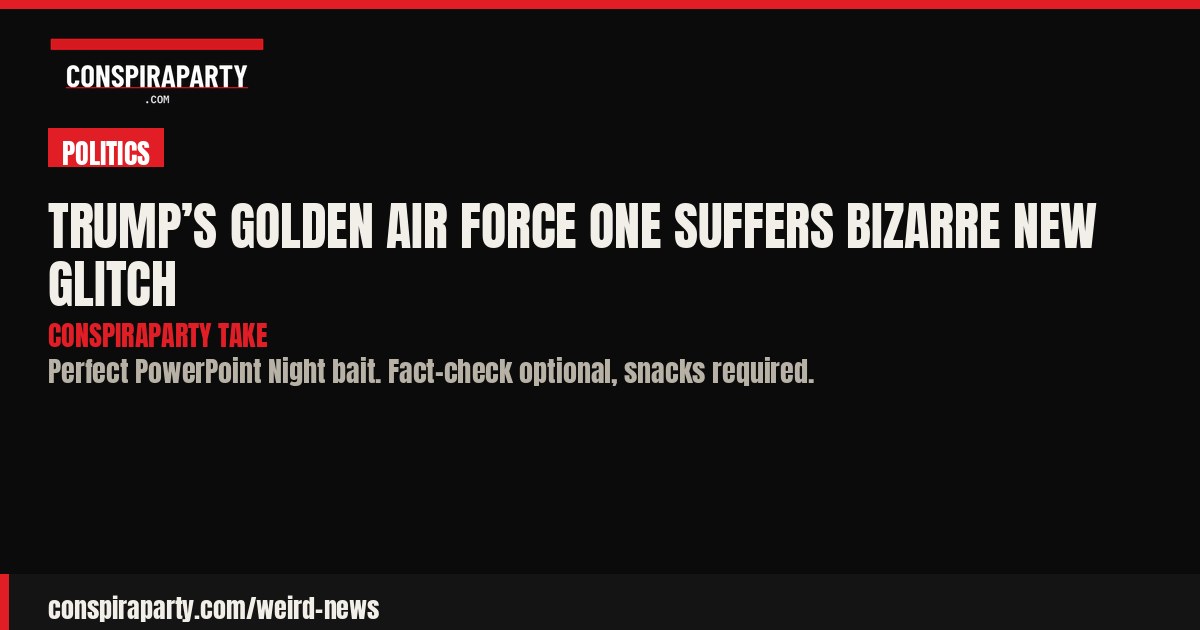 CONSPIRAPARTY
.COM
POLITICS
TRUMP’S GOLDEN AIR FORCE ONE SUFFERS BIZARRE NEW
GLITCH
CONSPIRAPARTY TAKE
Perfect PowerPoint Night bait. Fact-check optional, snacks required.
conspiraparty.com/weird-news